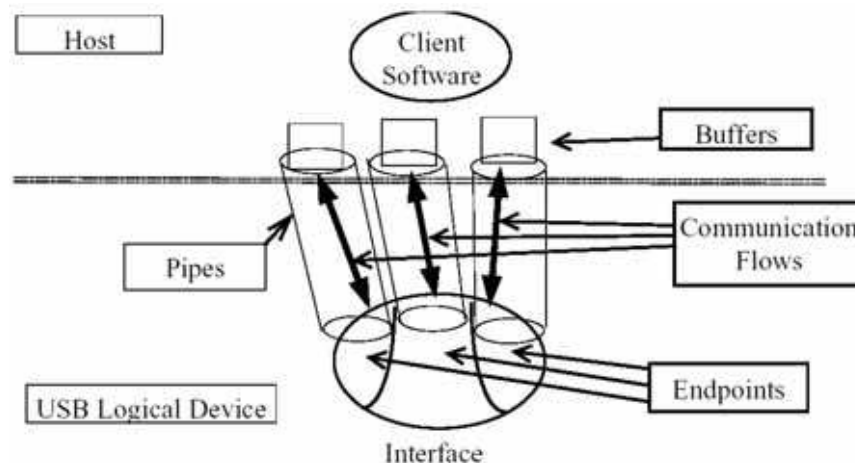 Host
Client
Software
Buffers
Communication
Flows
Pipes
Endpoints
USB Logical Device
Interface